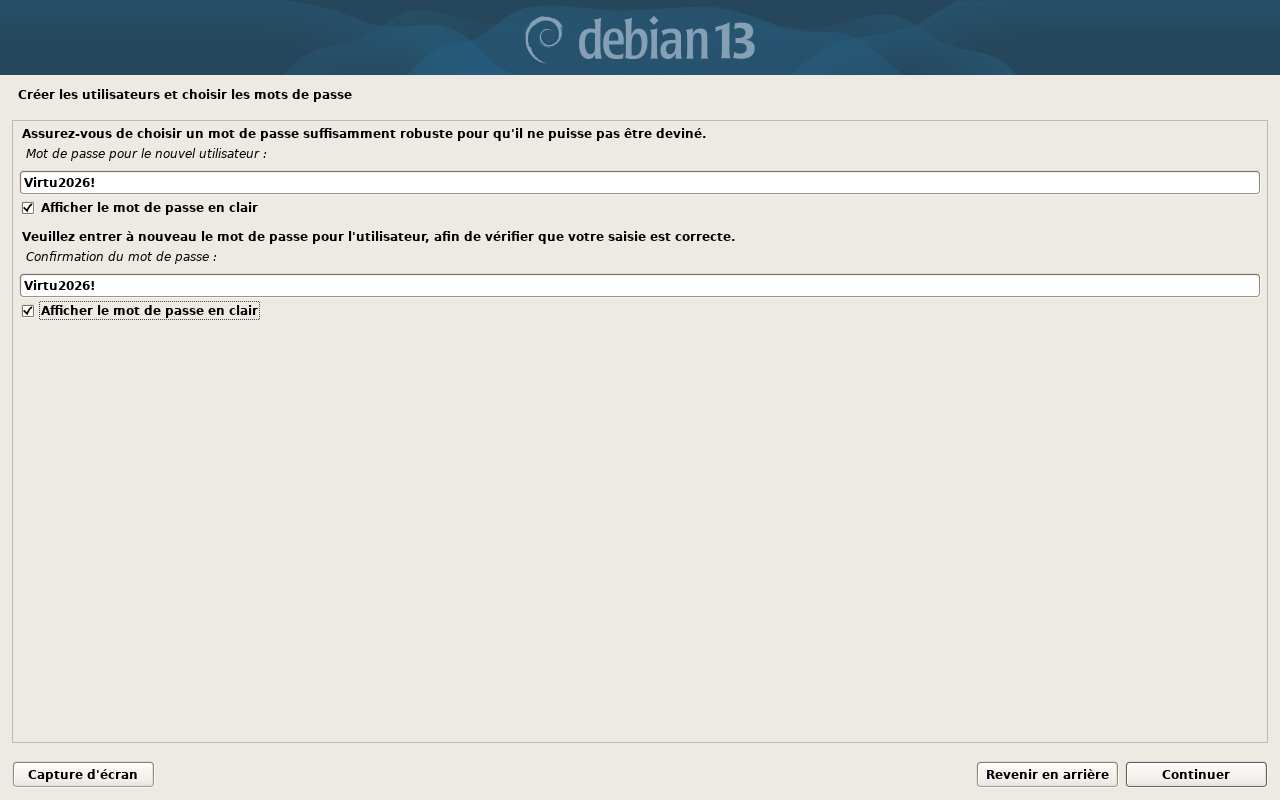 debian 13
Créer les utilisateurs et choisir les mots de passe
Assurez-vous de choisir un mot de passe suffisamment robuste pour qu'il ne puisse pas être deviné.
Mot de passe pour le nouvel utilisateur :
Virtu2026!
Afficher le mot de passe en clair
Veuillez entrer à nouveau le mot de passe pour l'utilisateur, afin de vérifier que votre saisie est correcte.
Confirmation du mot de passe :
Virtu2026!
Afficher le mot de passe en clair
Capture d'écran
Revenir en arrière
Continuer